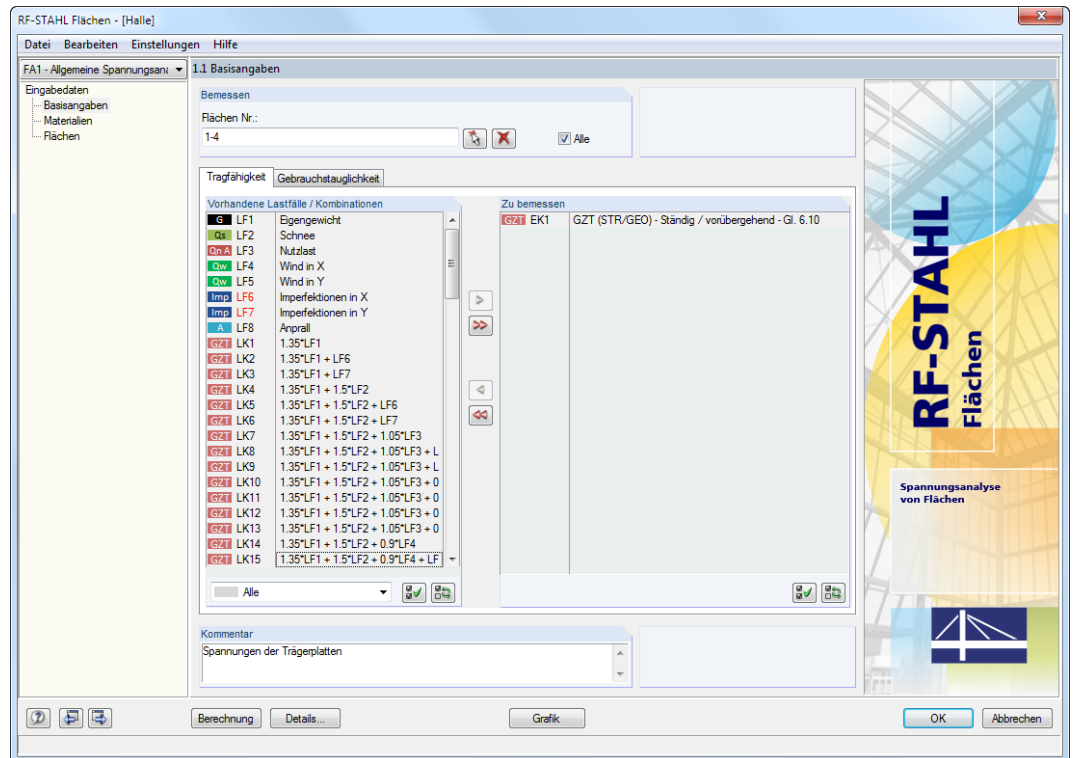 RF-STAHL Flächen - [Halle]
Datei Bearbeiten Einstellungen Hilfe
FA1 - Allgemeine Spannungsana
1.1 Basisangaben
Eingabedaten
Basisangaben
Materialien
Flächen
Bemessen
Flächen Nr.:
1-4
Alle
Tragfähigkeit Gebrauchstauglichkeit
Vorhandene Lastfälle / Kombinationen
G LF1 Eigengewicht
Qs LF2 Schnee
Qn A LF3 Nutzlast
Qw LF4 Wind in X
Qw LF5 Wind in Y
Imp LF6 Imperfektionen in X
Imp LF7 Imperfektionen in Y
A LF8 Anprall
GZT LK1 1.35*LF1
GZT LK2 1.35*LF1 + LF6
GZT LK3 1.35*LF1 + LF7
GZT LK4 1.35*LF1 + 1.5*LF2
GZT LK5 1.35*LF1 + 1.5*LF2 + LF6
GZT LK6 1.35*LF1 + 1.5*LF2 + LF7
GZT LK7 1.35*LF1 + 1.5*LF2 + 1.05*LF3
GZT LK8 1.35*LF1 + 1.5*LF2 + 1.05*LF3 + L
GZT LK9 1.35*LF1 + 1.5*LF2 + 1.05*LF3 + L
GZT LK10 1.35*LF1 + 1.5*LF2 + 1.05*LF3 + 0
GZT LK11 1.35*LF1 + 1.5*LF2 + 1.05*LF3 + 0
GZT LK12 1.35*LF1 + 1.5*LF2 + 1.05*LF3 + 0
GZT LK13 1.35*LF1 + 1.5*LF2 + 1.05*LF3 + 0
GZT LK14 1.35*LF1 + 1.5*LF2 + 0.9*LF4
GZT LK15 1.35*LF1 + 1.5*LF2 + 0.9*LF4 + LF
Alle
Zu bemessen
GZT EK1 GZT (STR/GEO) - Ständig / vorübergehend - Gl. 6.10
Kommentar
Spannungen der Trägerplatten
RF-STAHL
Flächen
Spannungsanalyse
von Flächen
Berechnung Details... Grafik OK Abbrechen